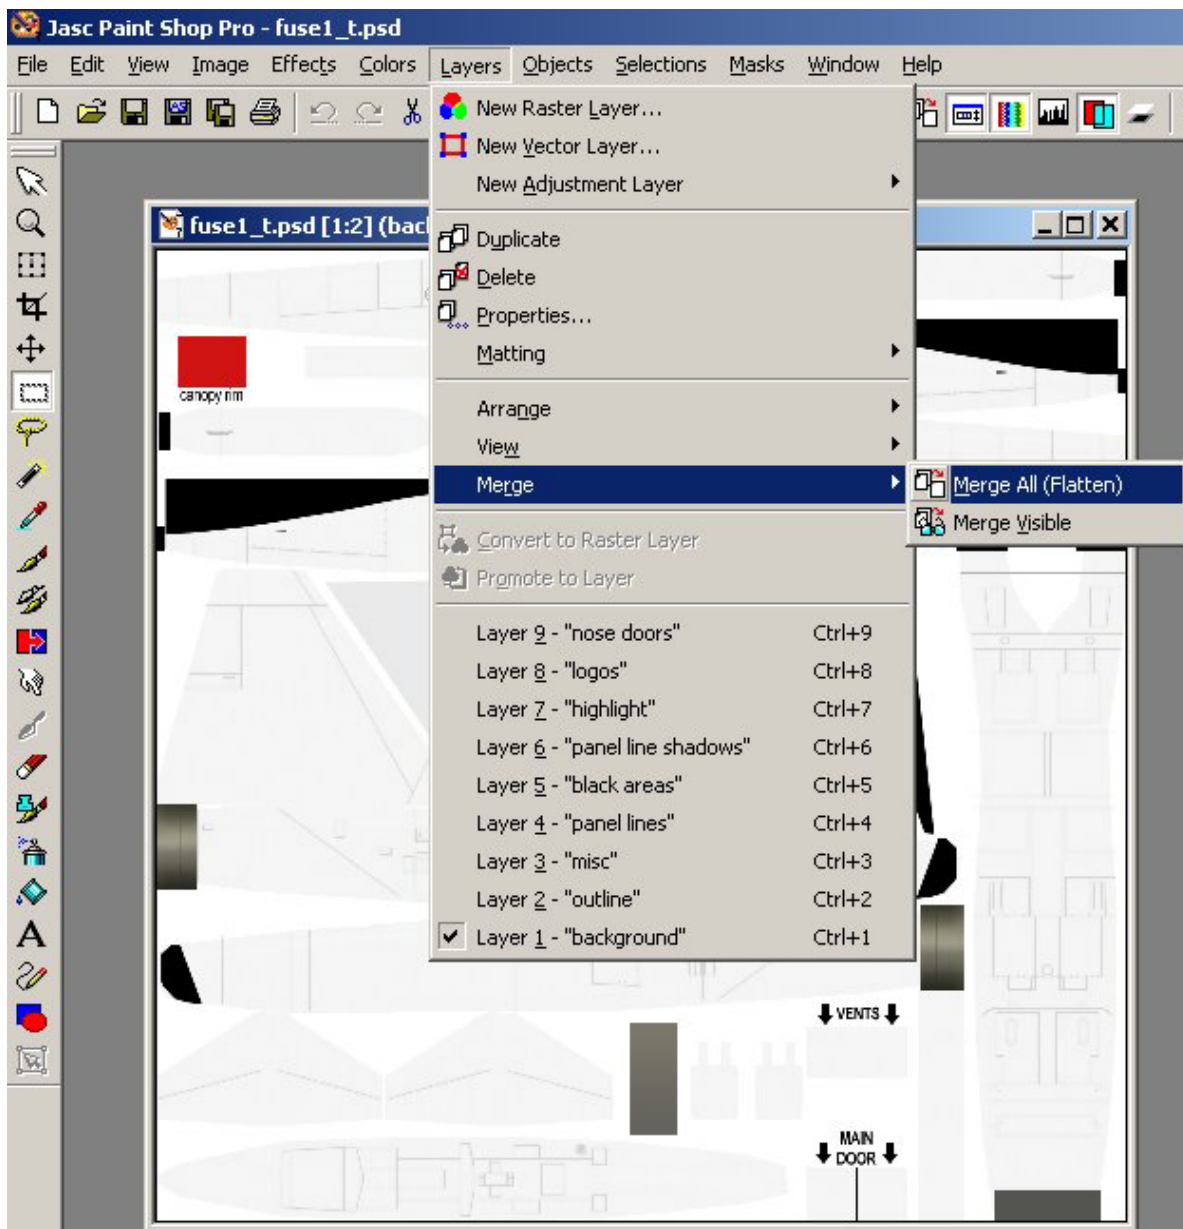 Jasc Paint Shop Pro - fuse1_t.psd
File Edit View Image Effects Colors Layers Objects Selections Masks Window Help
New Raster Layer...
New Vector Layer...
New Adjustment Layer
fuse1_t.psd [1:2] (bac
Duplicate
Delete
Properties...
Matting
canopy rim
Arrange
View
Merge
Merge All (Flatten)
Merge Visible
Convert to Raster Layer
Promote to Layer
Layer 9 - "nose doors" Ctrl+9
Layer 8 - "logos" Ctrl+8
Layer 7 - "highlight" Ctrl+7
Layer 6 - "panel line shadows" Ctrl+6
Layer 5 - "black areas" Ctrl+5
Layer 4 - "panel lines" Ctrl+4
Layer 3 - "misc" Ctrl+3
Layer 2 - "outline" Ctrl+2
Layer 1 - "background" Ctrl+1
VENTS
MAIN
DOOR